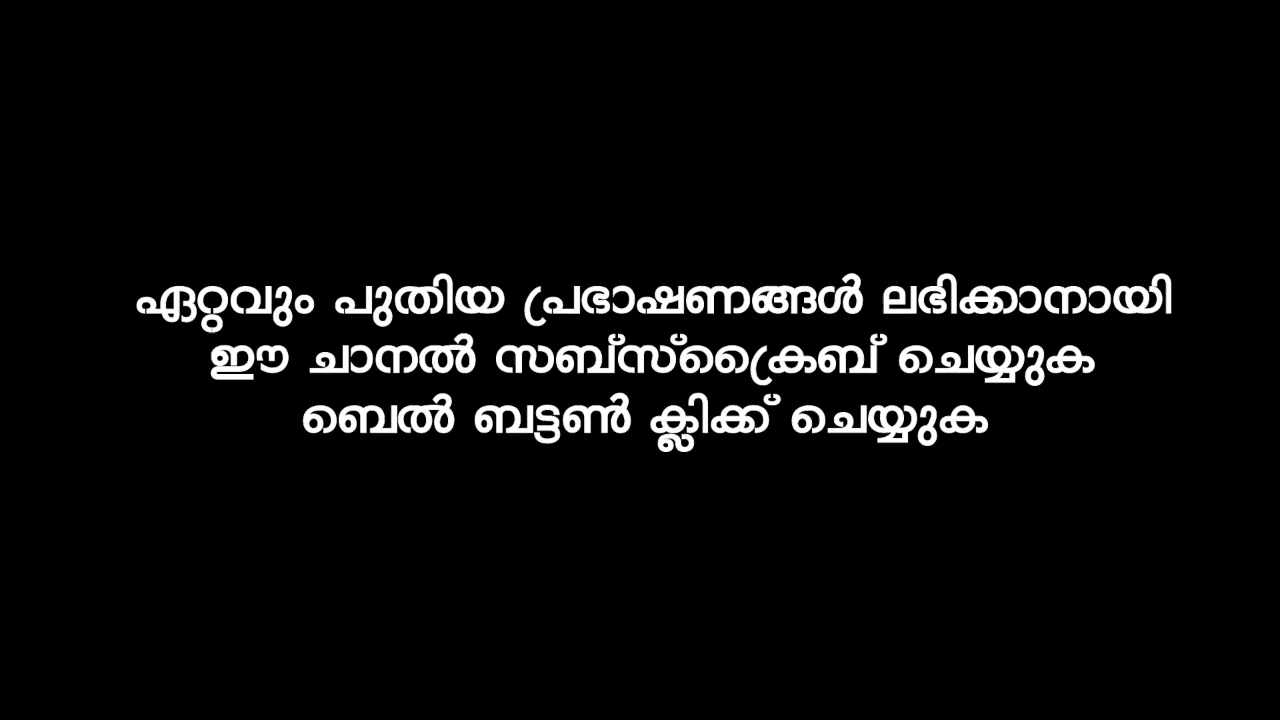 ഏറ്റവും പുതിയ പ്രഭാഷണങ്ങൾ ലഭിക്കാനായി
ഈ ചാനൽ സബ്സ്ക്രൈബ് ചെയ്യുക
ബെൽ ബട്ടൺ ക്ലിക്ക് ചെയ്യുക